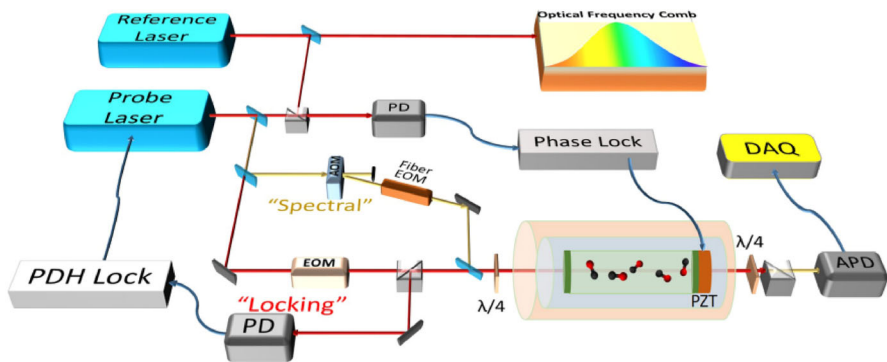 Reference
Laser
Optical Frequency Comb
Probe
Laser
PD
Phase Lock
DAQ
AOM
Fiber
EOM
"Spectral"
PDH Lock
EOM
"Locking"
PD
λ/4
PZT
λ/4
APD